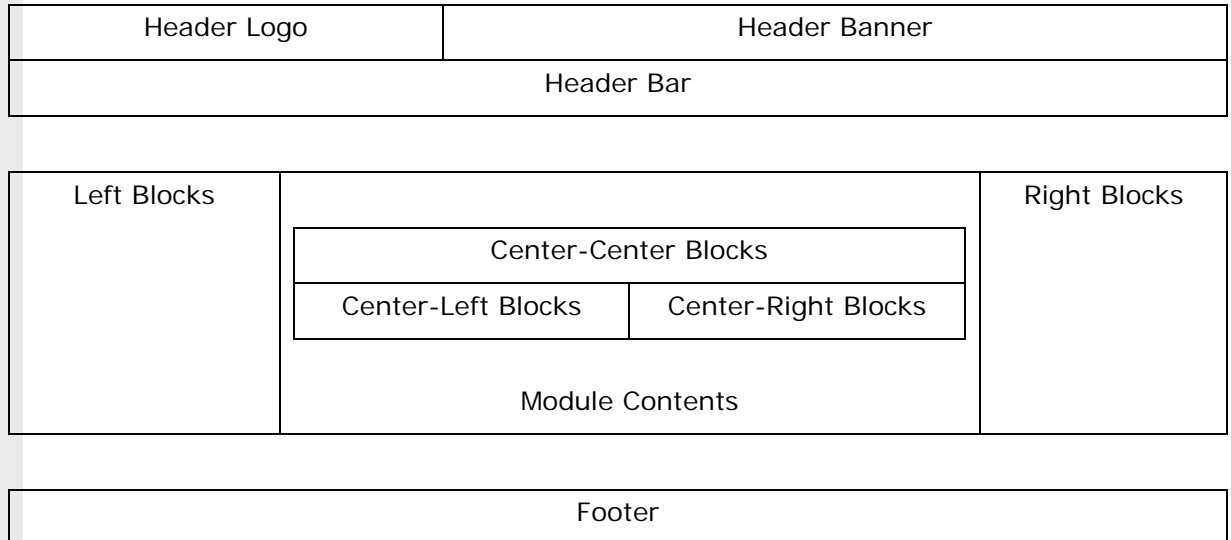 Header Logo Header Banner
Header Bar
Left Blocks Right Blocks
Center-Center Blocks
Center-Left Blocks Center-Right Blocks
Module Contents
Footer